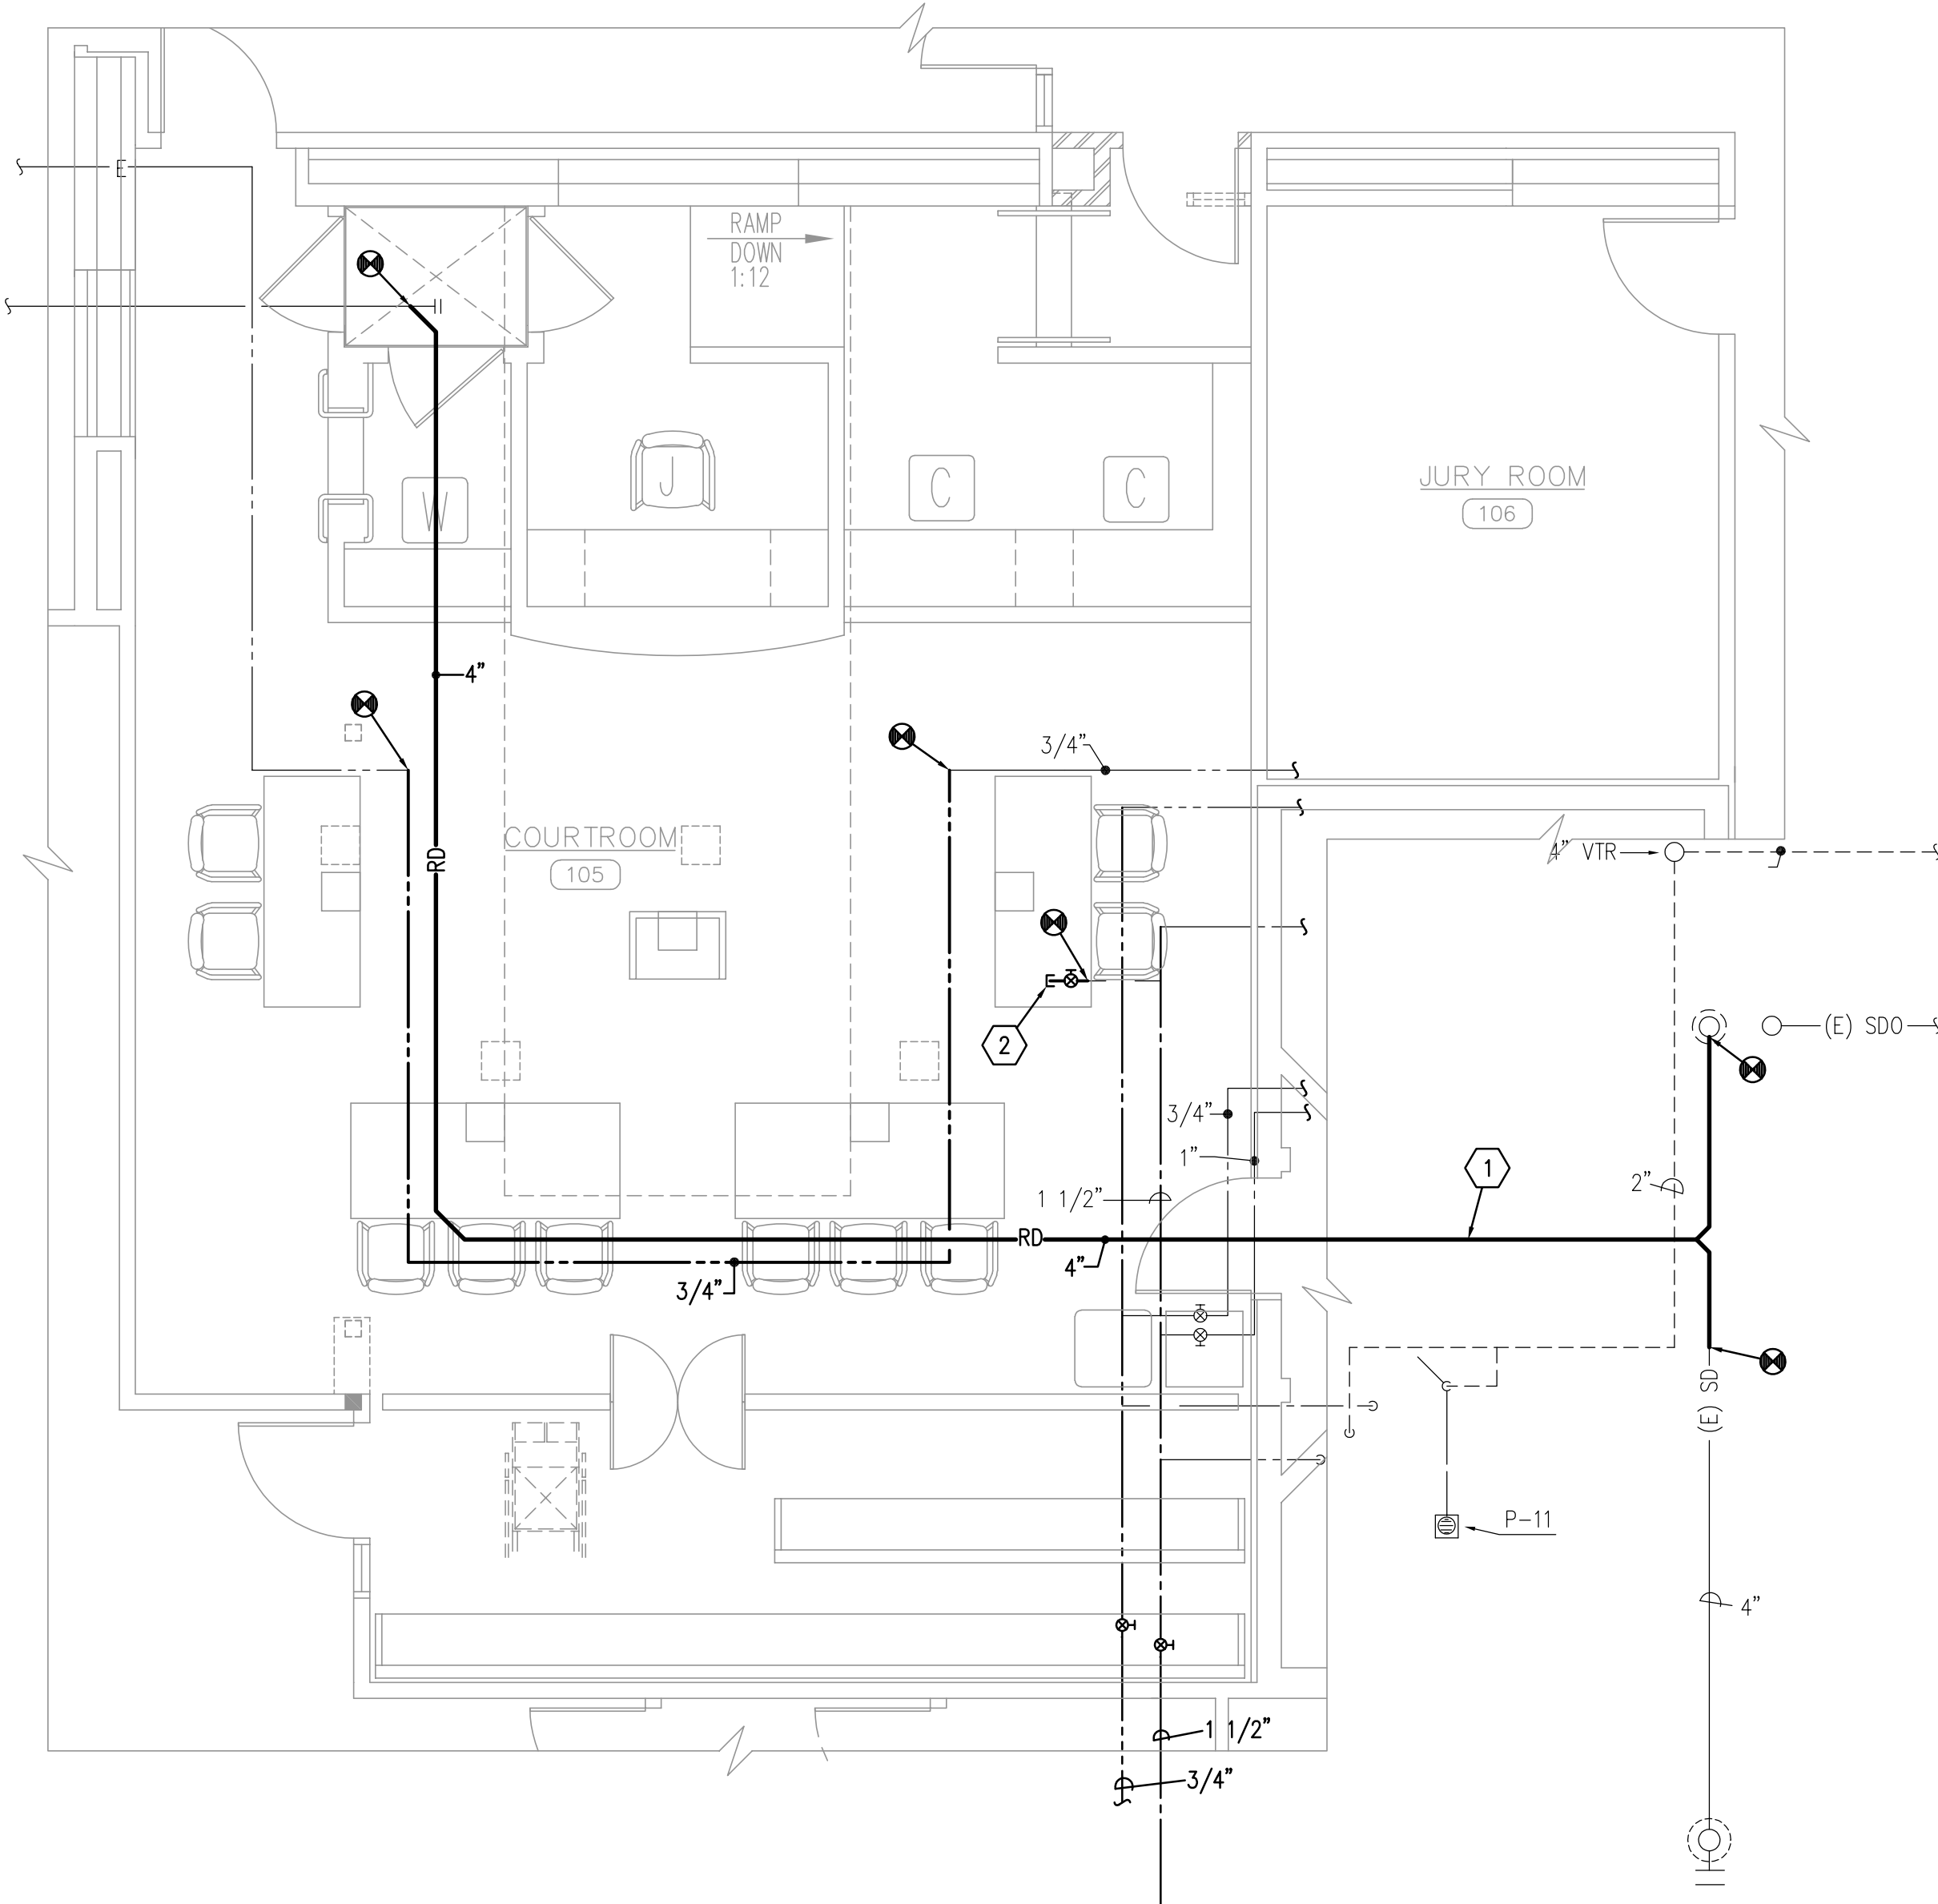 E
RAMP
DOWN
1:12
JURY ROOM
106
W
J
C
C
4"
3/4"
COURTROOM
105
RD
4" VTR
2
(E) SDO
3/4"
1"
1
2"
1 1/2"
RD
4"
3/4"
(E) SD
P-11
4"
1 1/2"
3/4"